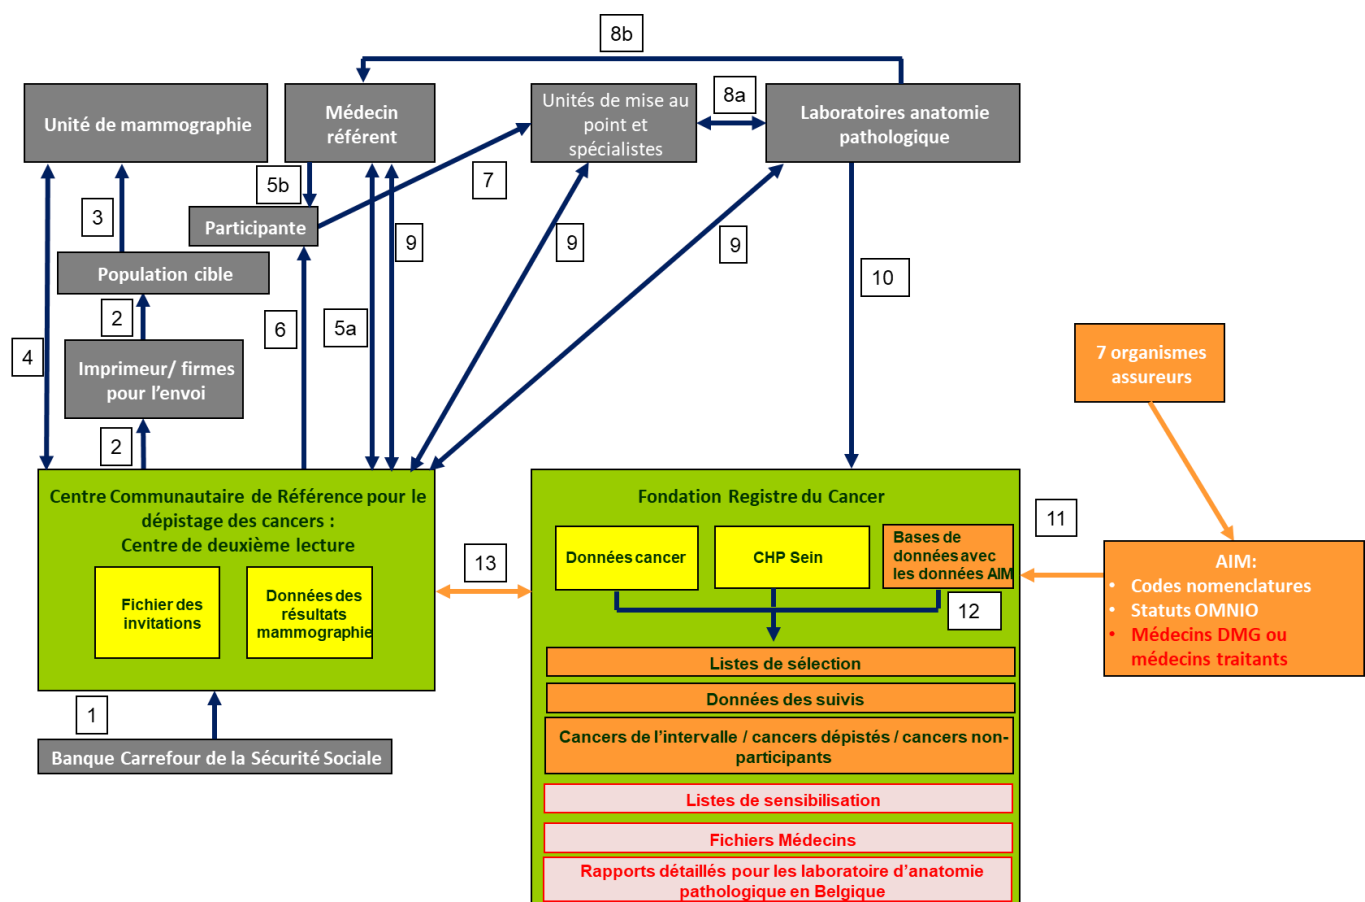 8b
Unité de mammographie
Médecin
référent
Unités de mise au
point et
spécialistes
8a
Laboratoires anatomie
pathologique
5b
7
3
Participante
9
9
9
Population cible
10
2
6
5a
4
Imprimeur/ firmes
pour l’envoi
7 organismes
assureurs
2
Centre Communautaire de Référence pour le
dépistage des cancers :
Centre de deuxième lecture
Fichier des
invitations
Données des
résultats
mammographie
13
Fondation Registre du Cancer
Données cancer
CHP Sein
Bases de
données avec
les données AIM
12
11
AIM:
• Codes nomenclatures
• Statuts OMNIO
• Médecins DMG ou
médecins traitants
Listes de sélection
Données des suivis
Cancers de l’intervalle / cancers dépistés / cancers non-
participants
Listes de sensibilisation
Fichiers Médecins
Rapports détaillés pour les laboratoire d’anatomie
pathologique en Belgique
1
Banque Carrefour de la Sécurité Sociale